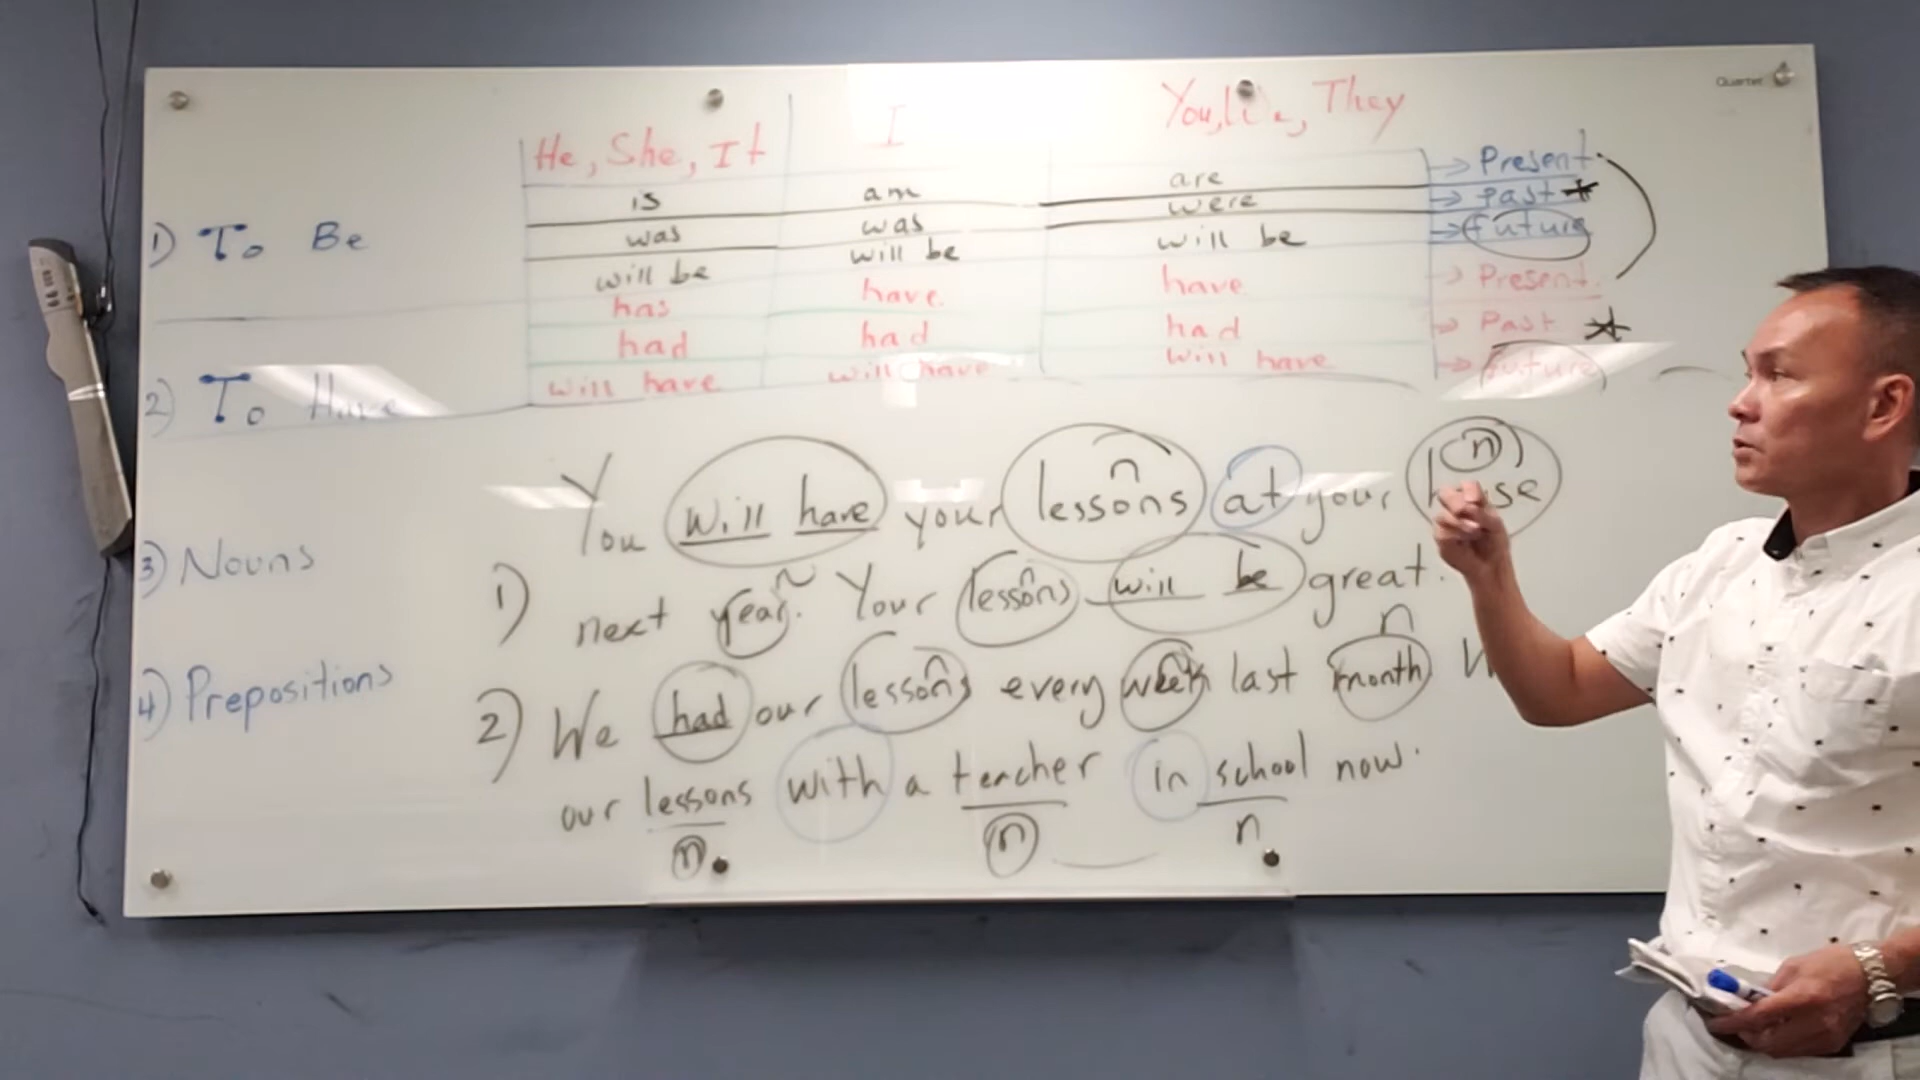 Quartet
He, She, It I You, They
is am are → Present
was was were → Past *
1) To Be will be will be will be → future
has have have → Present
had had had → Past *
2) To Have will have will have will have → future
n n
You will have your lessons at your house
3) Nouns
1) next year. Your lessons will be great.
n n n
4) Prepositions
2) We had our lessons every week last month
our lessons with a teacher in school now.
n n n